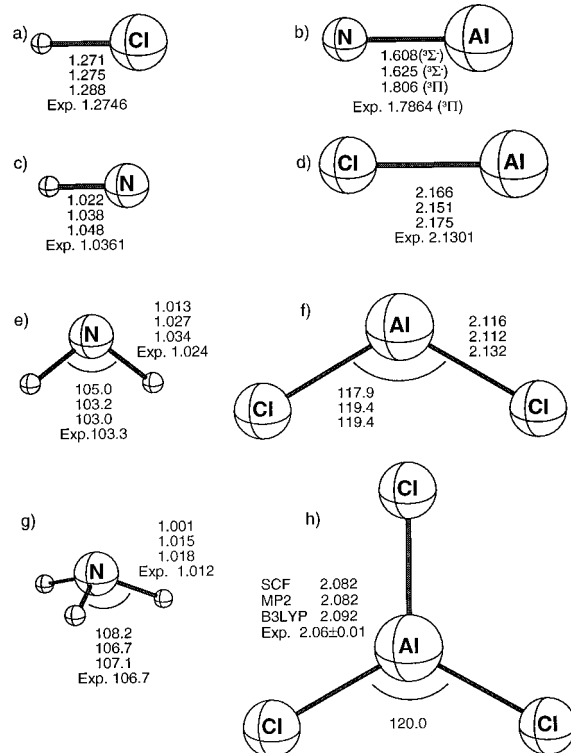 a)
Cl
1.271
1.275
1.288
Exp. 1.2746
b)
N Al
1.608(³Σ⁻)
1.625 (³Σ⁻)
1.806 (³Π)
Exp. 1.7864 (³Π)
c)
N
1.022
1.038
1.048
Exp. 1.0361
d)
Cl Al
2.166
2.151
2.175
Exp. 2.1301
e)
N
1.013
1.027
1.034
Exp. 1.024
105.0
103.2
103.0
Exp.103.3
f)
Al
2.116
2.112
2.132
117.9
119.4
119.4
Cl Cl
g)
N
1.001
1.015
1.018
Exp. 1.012
108.2
106.7
107.1
Exp. 106.7
h)
Cl
SCF 2.082
MP2 2.082
B3LYP 2.092
Exp. 2.06±0.01
Al
120.0
Cl Cl